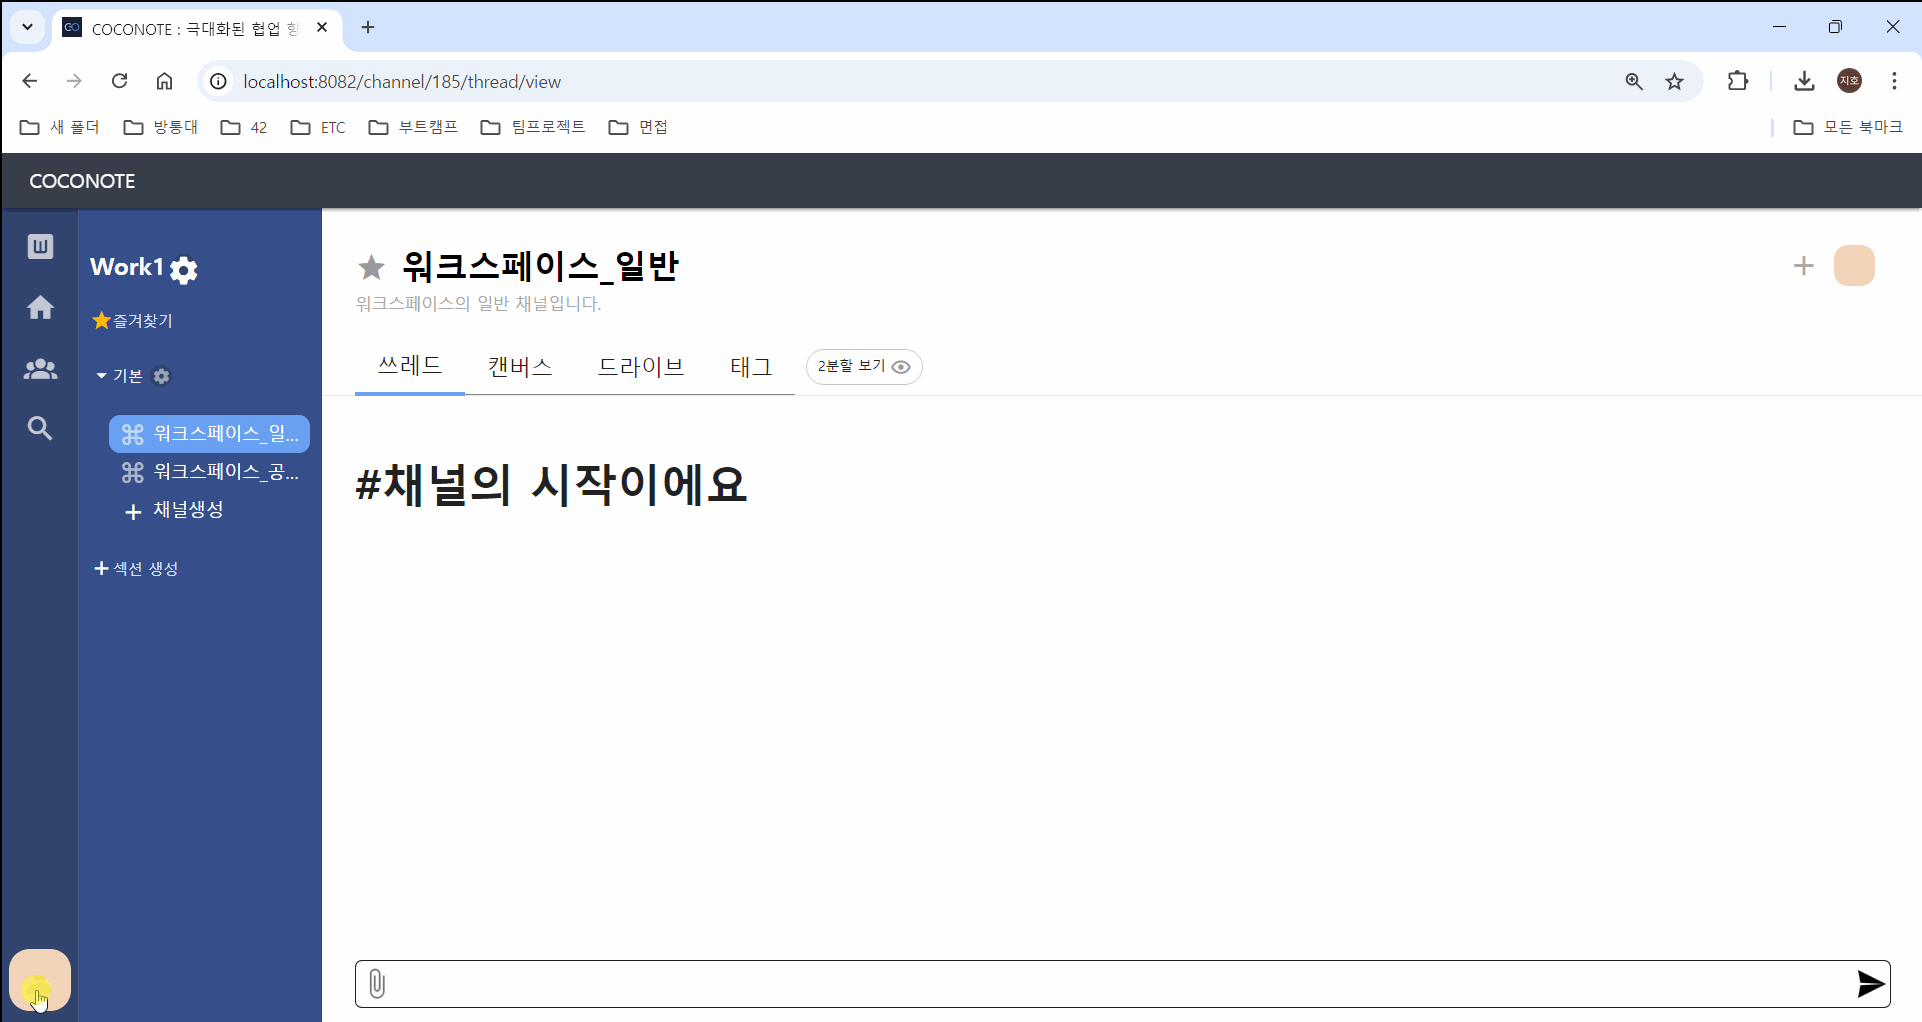 COCONOTE : 극대화된 협업 향
localhost:8082/channel/185/thread/view
지호
새 폴더
방통대
42
ETC
부트캠프
팀프로젝트
면접
모든 북마크
COCONOTE
W
Work1
즐겨찾기
기본
워크스페이스_일...
워크스페이스_공...
채널생성
섹션 생성
워크스페이스_일반
워크스페이스의 일반 채널입니다.
쓰레드
캔버스
드라이브
태그
2분할 보기
#채널의 시작이에요